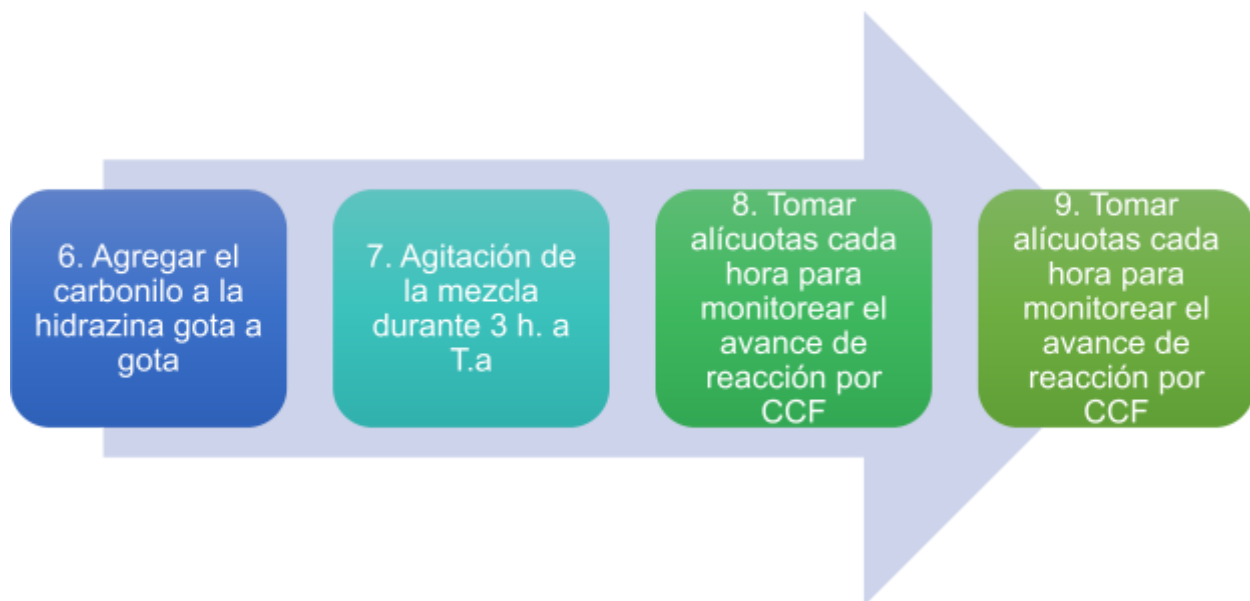 6. Agregar el
carbonilo a la
hidrazina gota a
gota
7. Agitación de
la mezcla
durante 3 h. a
T.a
8. Tomar
alícuotas cada
hora para
monitorear el
avance de
reacción por
CCF
9. Tomar
alícuotas cada
hora para
monitorear el
avance de
reacción por
CCF